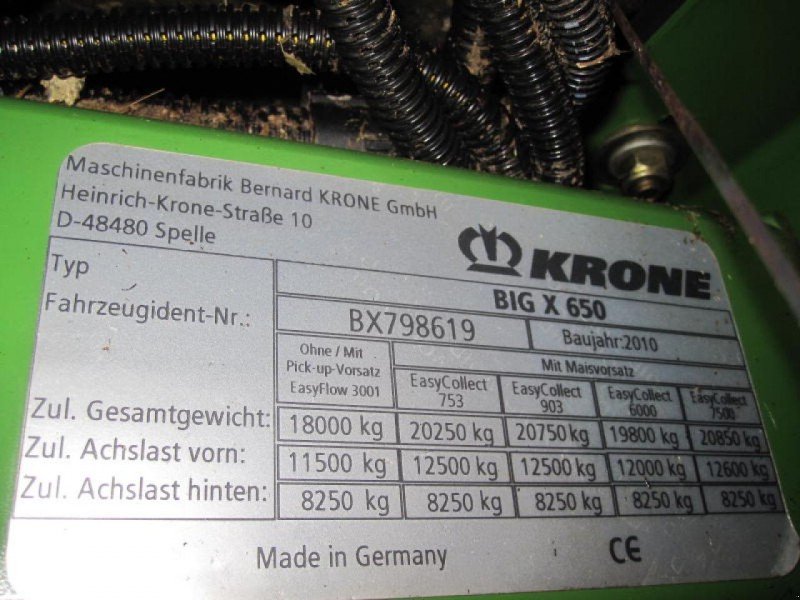 Maschinenfabrik Bernard KRONE GmbH
Heinrich-Krone-Straße 10
D-48480 Spelle
KRONE
Typ BIG X 650
Fahrzeugident-Nr.: BX798619 Baujahr:2010
Ohne / Mit Pick-up-Vorsatz EasyFlow 3001 Mit Maisvorsatz
EasyCollect 753 EasyCollect 903 EasyCollect 6000 EasyCollect 7500
Zul. Gesamtgewicht: 18000 kg 20250 kg 20750 kg 19800 kg 20850 kg
Zul. Achslast vorn: 11500 kg 12500 kg 12500 kg 12000 kg 12600 kg
Zul. Achslast hinten: 8250 kg 8250 kg 8250 kg 8250 kg 8250 kg
Made in Germany CE